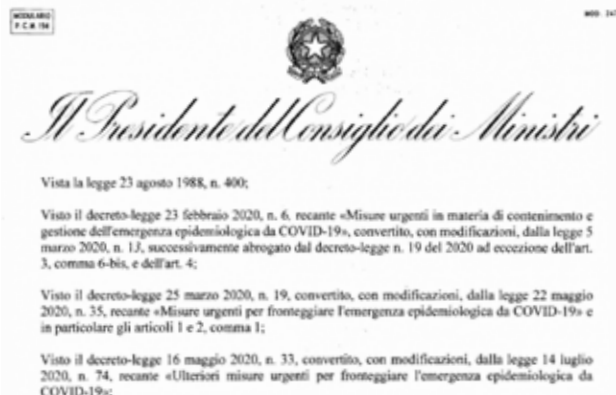 MODULARIO
P. C. M. 194
MOD. 247
Il Presidente del Consiglio dei Ministri
Vista la legge 23 agosto 1988, n. 400;
Visto il decreto-legge 23 febbraio 2020, n. 6, recante «Misure urgenti in materia di contenimento e
gestione dell'emergenza epidemiologica da COVID-19», convertito, con modificazioni, dalla legge 5
marzo 2020, n. 13, successivamente abrogato dal decreto-legge n. 19 del 2020 ad eccezione dell'art.
3, comma 6-bis, e dell'art. 4;
Visto il decreto-legge 25 marzo 2020, n. 19, convertito, con modificazioni, dalla legge 22 maggio
2020, n. 35, recante «Misure urgenti per fronteggiare l'emergenza epidemiologica da COVID-19» e
in particolare gli articoli 1 e 2, comma 1;
Visto il decreto-legge 16 maggio 2020, n. 33, convertito, con modificazioni, dalla legge 14 luglio
2020, n. 74, recante «Ulteriori misure urgenti per fronteggiare l'emergenza epidemiologica da
COVID-19»;